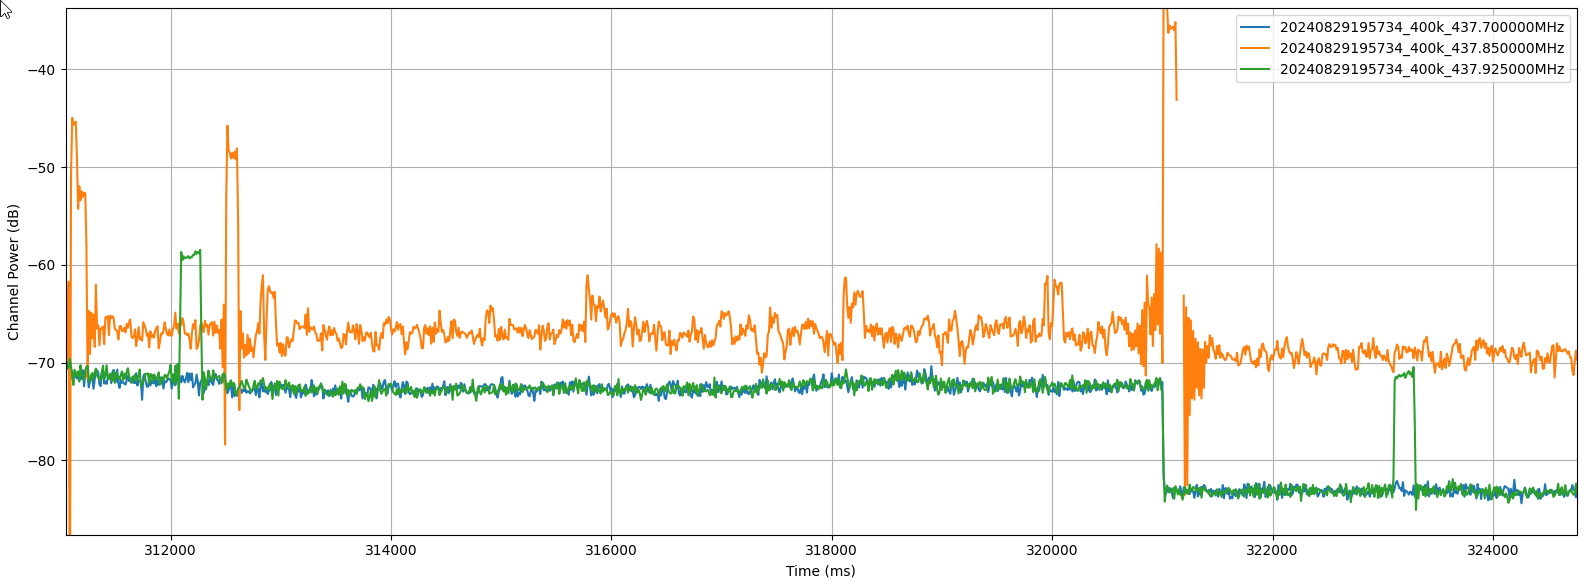 20240829195734_400k_437.700000MHz
20240829195734_400k_437.850000MHz
20240829195734_400k_437.925000MHz
Channel Power (dB)
−40
−50
−60
−70
−80
312000 314000 316000 318000 320000 322000 324000
Time (ms)